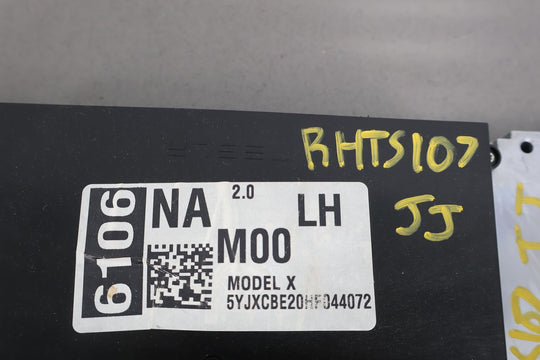 RHTS107
JJ
6106
NA 2.0 LH
M00
MODEL X
5YJXCBE20HF044072